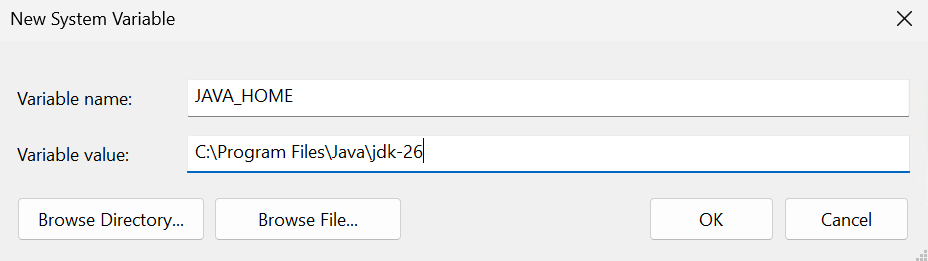 New System Variable
Variable name: JAVA_HOME
Variable value: C:\Program Files\Java\jdk-26
Browse Directory... Browse File... OK Cancel